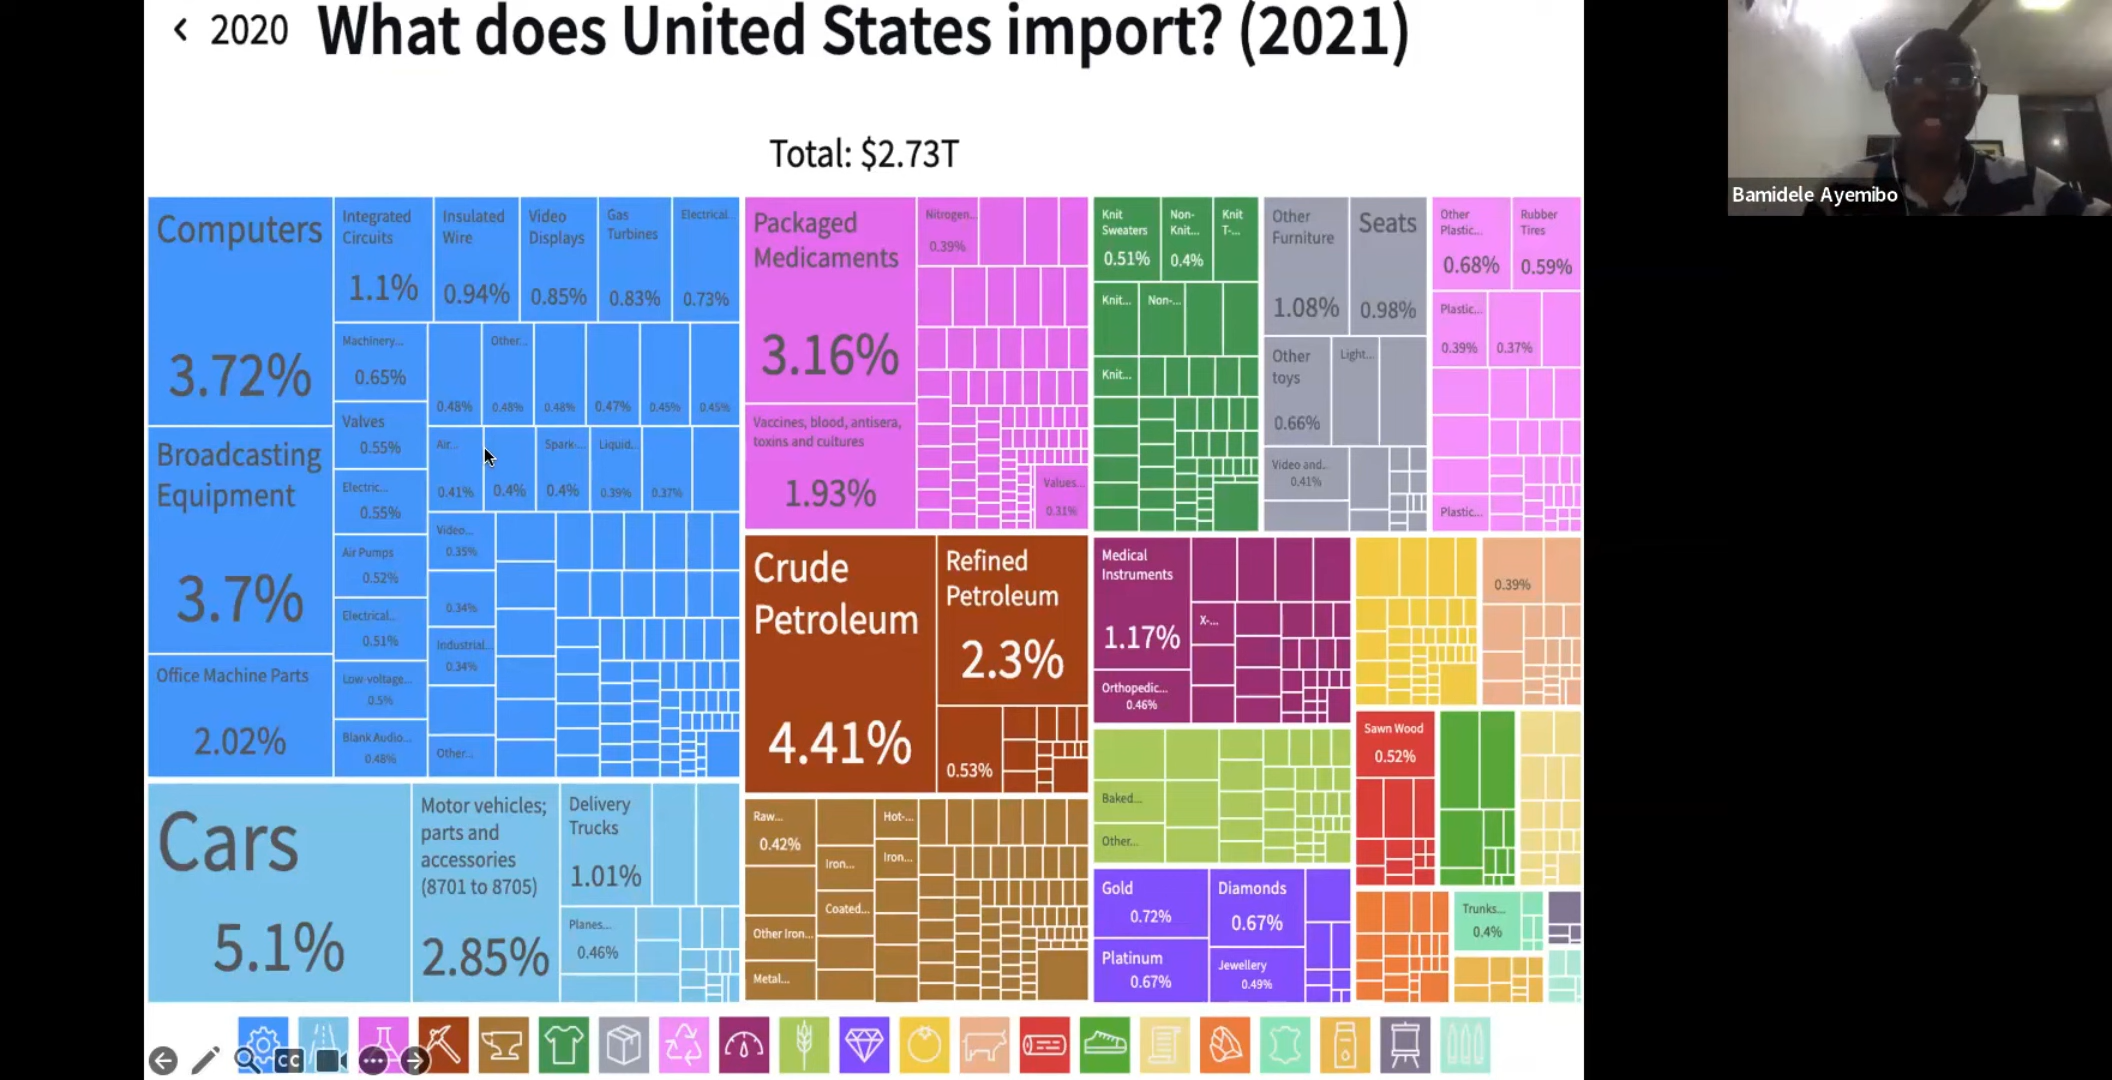 2020
What does United States import? (2021)
Bamidele Ayemibo
Total: $2.73T
Computers
3.72%
Broadcasting
Equipment
3.7%
Office Machine Parts
2.02%
Integrated
Circuits
1.1%
Insulated
Wire
0.94%
Video
Displays
0.85%
Gas
Turbines
0.83%
Electrical...
0.73%
Machinery...
0.65%
0.48%
Other...
0.48%
0.48%
0.47%
0.45%
0.45%
Valves
0.55%
Air...
0.41%
0.4%
Spark-...
0.4%
Liquid...
0.39%
0.37%
Electric...
0.55%
Video...
0.35%
Air Pumps
0.52%
0.34%
Electrical...
0.51%
Industrial...
0.34%
Low-voltage...
0.5%
Blank Audio...
0.48%
Other...
Cars
5.1%
Motor vehicles;
parts and
accessories
(8701 to 8705)
2.85%
Delivery
Trucks
1.01%
Planes...
0.46%
Packaged
Medicaments
3.16%
Nitrogen...
0.39%
Vaccines, blood, antisera,
toxins and cultures
1.93%
Values...
0.31%
Crude
Petroleum
4.41%
Refined
Petroleum
2.3%
0.53%
Raw...
0.42%
Hot-...
Iron...
Iron...
Coated...
Other Iron...
Metal...
Knit
Sweaters
0.51%
Non-
Knit...
0.4%
Knit
T-...
Knit...
Non-...
Knit...
Other
Furniture
1.08%
Seats
0.98%
Other
toys
0.66%
Light...
Video and...
0.41%
Other
Plastic...
0.68%
Rubber
Tires
0.59%
Plastic...
0.39%
0.37%
Plastic...
Medical
Instruments
1.17%
X-...
Orthopedic...
0.46%
0.39%
Baked...
Other...
Sawn Wood
0.52%
Gold
0.72%
Diamonds
0.67%
Platinum
0.67%
Jewellery
0.49%
Trunks...
0.4%
CC